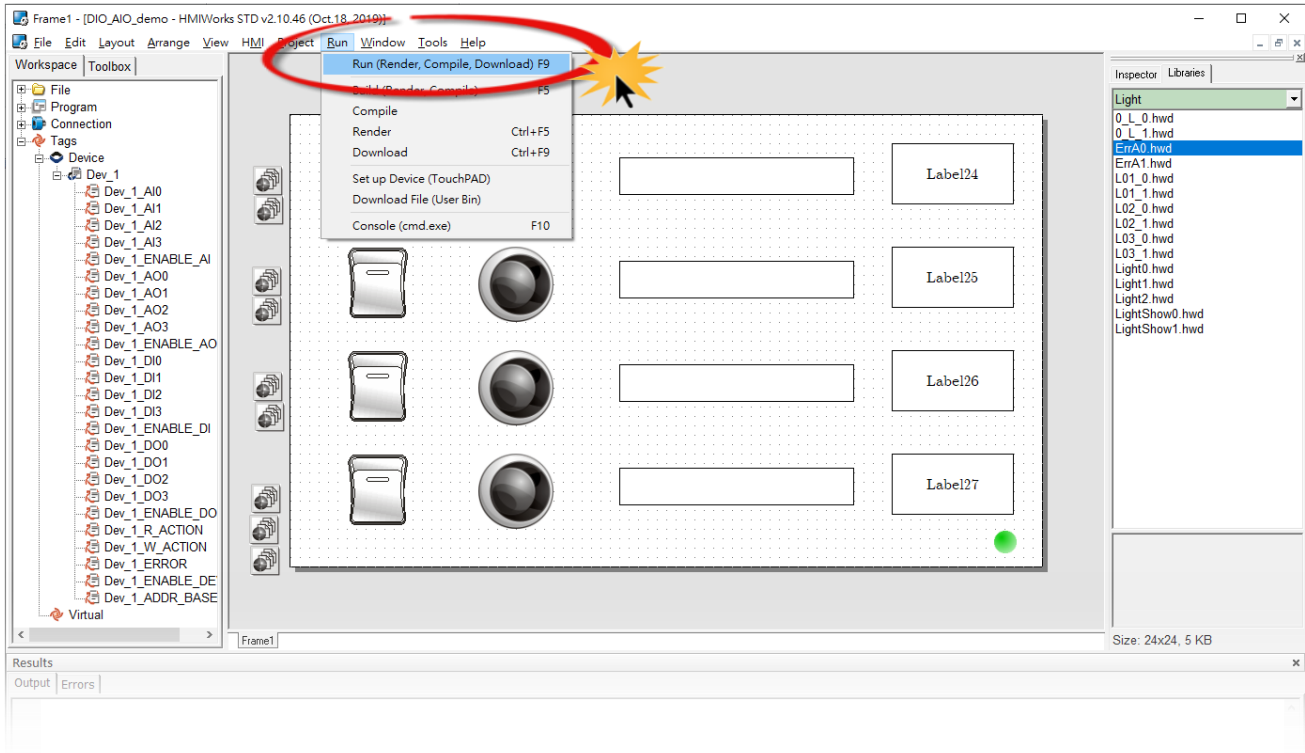 Frame1 - [DIO_AIO_demo - HMIWorks STD v2.10.46 (Oct.18, 2019)]
File Edit Layout Arrange View HMI Project Run Window Tools Help
Workspace Toolbox
File
Program
Connection
Tags
Device
Dev_1
Dev_1_AI0
Dev_1_AI1
Dev_1_AI2
Dev_1_AI3
Dev_1_ENABLE_AI
Dev_1_AO0
Dev_1_AO1
Dev_1_AO2
Dev_1_AO3
Dev_1_ENABLE_AO
Dev_1_DI0
Dev_1_DI1
Dev_1_DI2
Dev_1_DI3
Dev_1_ENABLE_DI
Dev_1_DO0
Dev_1_DO1
Dev_1_DO2
Dev_1_DO3
Dev_1_ENABLE_DO
Dev_1_R_ACTION
Dev_1_W_ACTION
Dev_1_ERROR
Dev_1_ENABLE_DE
Dev_1_ADDR_BASE
Virtual
Run (Render, Compile, Download) F9
Build (Render, Compile) F5
Compile
Render Ctrl+F5
Download Ctrl+F9
Set up Device (TouchPAD)
Download File (User Bin)
Console (cmd.exe) F10
Label24
Label25
Label26
Label27
Frame1
Inspector Libraries
Light
0_L_0.hwd
0_L_1.hwd
ErrA0.hwd
ErrA1.hwd
L01_0.hwd
L01_1.hwd
L02_0.hwd
L02_1.hwd
L03_0.hwd
L03_1.hwd
Light0.hwd
Light1.hwd
Light2.hwd
LightShow0.hwd
LightShow1.hwd
Size: 24x24, 5 KB
Results
Output Errors